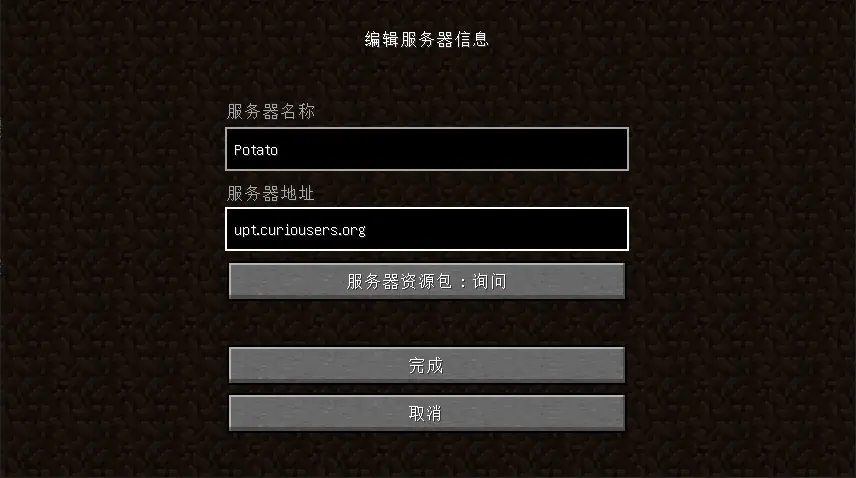 编辑服务器信息
服务器名称
Potato
服务器地址
upt.curiousers.org
服务器资源包：询问
完成
取消